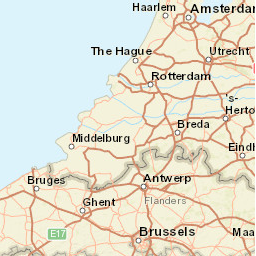 Haarlem
Amsterdam
The Hague
Utrecht
Rotterdam
's-
Herto
Breda
Middelburg
Eindh
Bruges
Antwerp
Ghent
Flanders
E17
Brussels
Maa